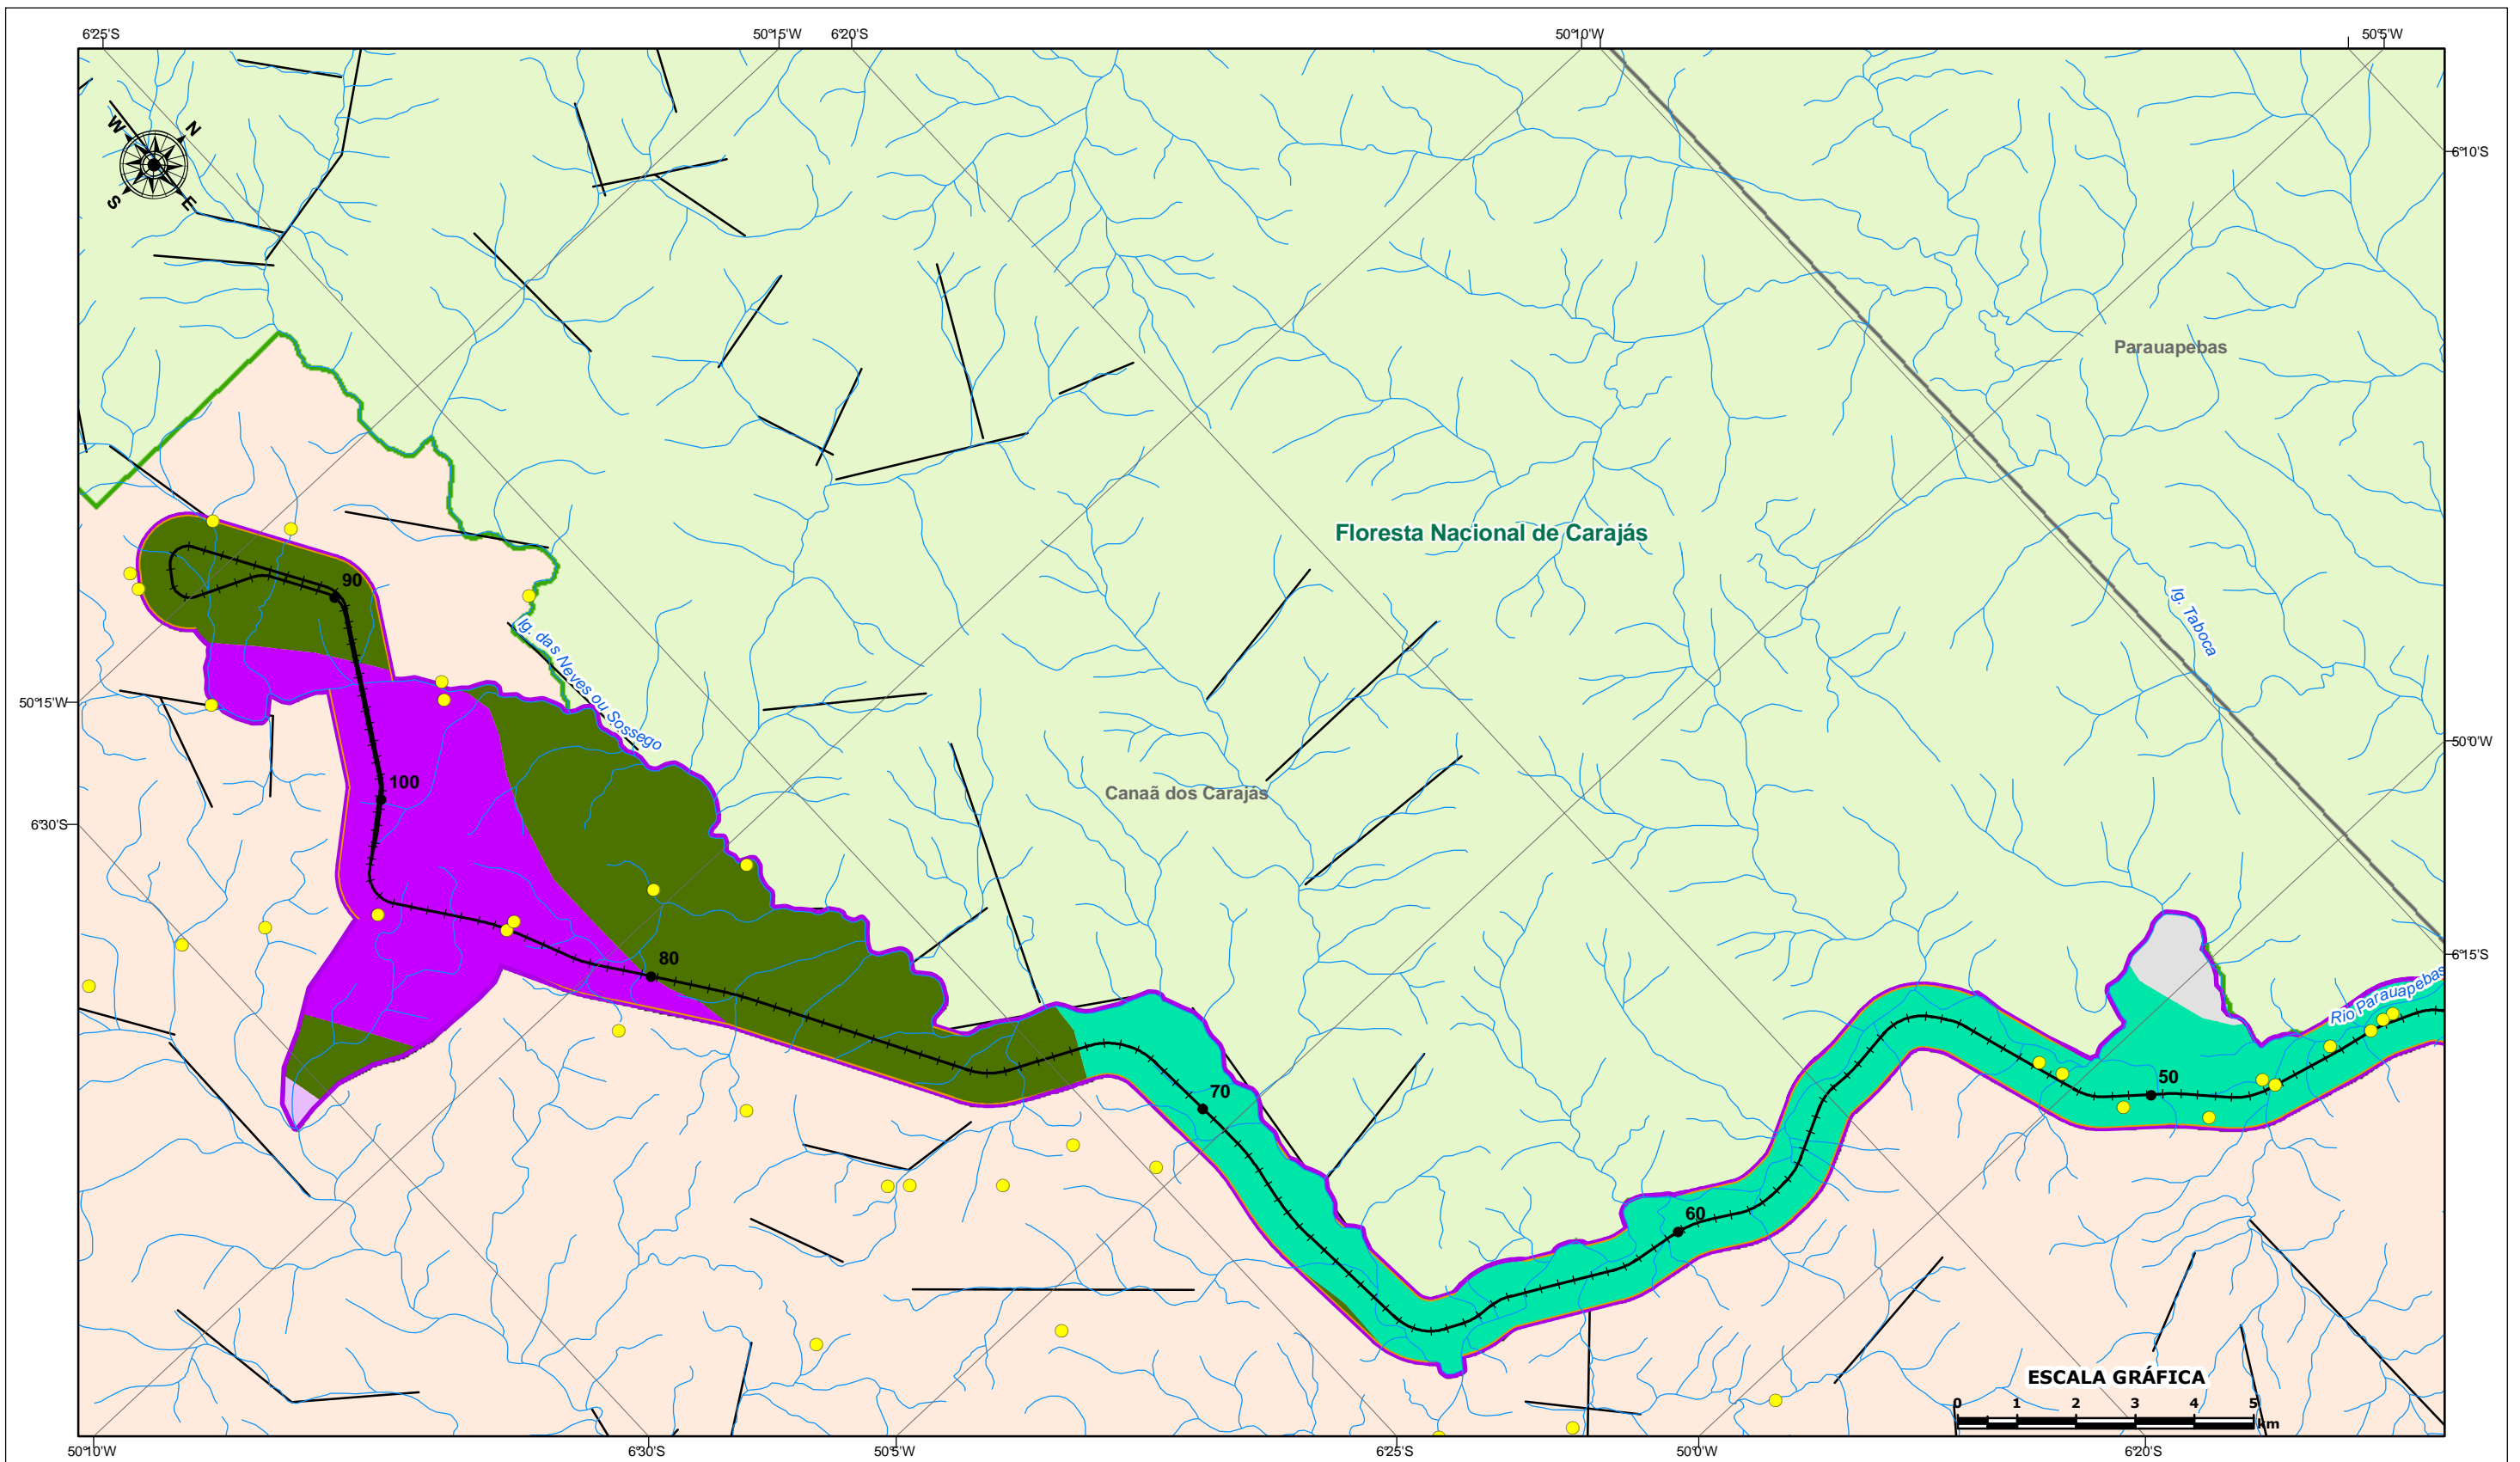 6°25'S
50°15'W
6°20'S
50°10'W
50°5'W
6°10'S
W
N
S
E
Parauapebas
Floresta Nacional de Carajás
90
Ig. Taboca
Ig. das Neves ou Sossego
50°15'W
50°0'W
100
Canaã dos Carajás
6°30'S
80
6°15'S
Rio Parauapebas
50
70
60
ESCALA GRÁFICA
0 1 2 3 4 5
km
50°10'W
6°30'S
50°5'W
6°25'S
50°0'W
6°20'S